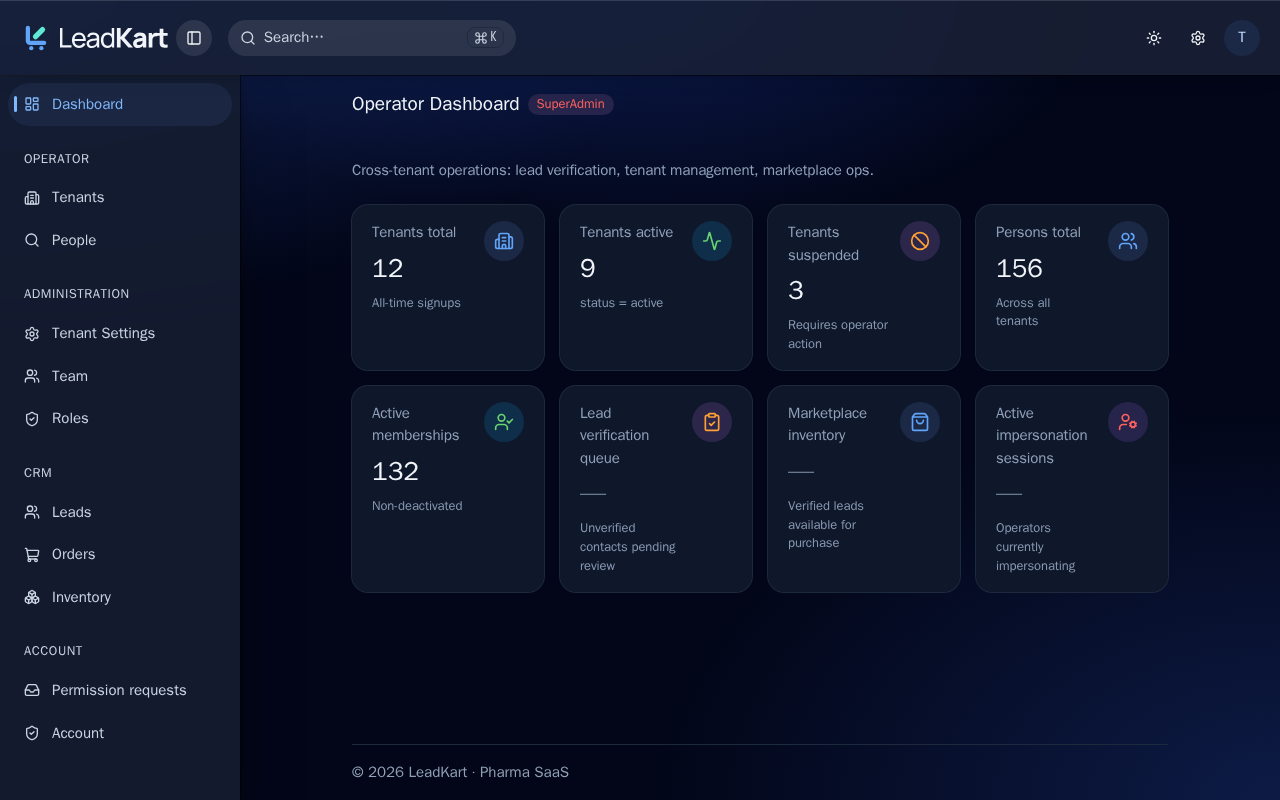 LeadKart
Search…
⌘K
T
Dashboard
OPERATOR
Tenants
People
ADMINISTRATION
Tenant Settings
Team
Roles
CRM
Leads
Orders
Inventory
ACCOUNT
Permission requests
Account
Operator Dashboard
SuperAdmin
Cross-tenant operations: lead verification, tenant management, marketplace ops.
Tenants total
12
All-time signups
Tenants active
9
status = active
Tenants
suspended
3
Requires operator
action
Persons total
156
Across all
tenants
Active
memberships
132
Non-deactivated
Lead
verification
queue
—
Unverified
contacts pending
review
Marketplace
inventory
—
Verified leads
available for
purchase
Active
impersonation
sessions
—
Operators
currently
impersonating
© 2026 LeadKart · Pharma SaaS